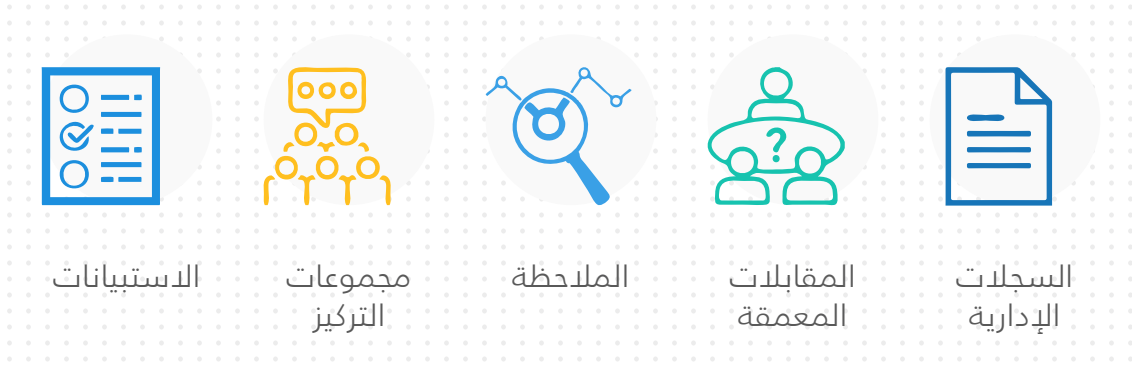 السجلات
الإدارية
المقابلات
المعمقة
الملاحظة
مجموعات
التركيز
الاستبيانات
?